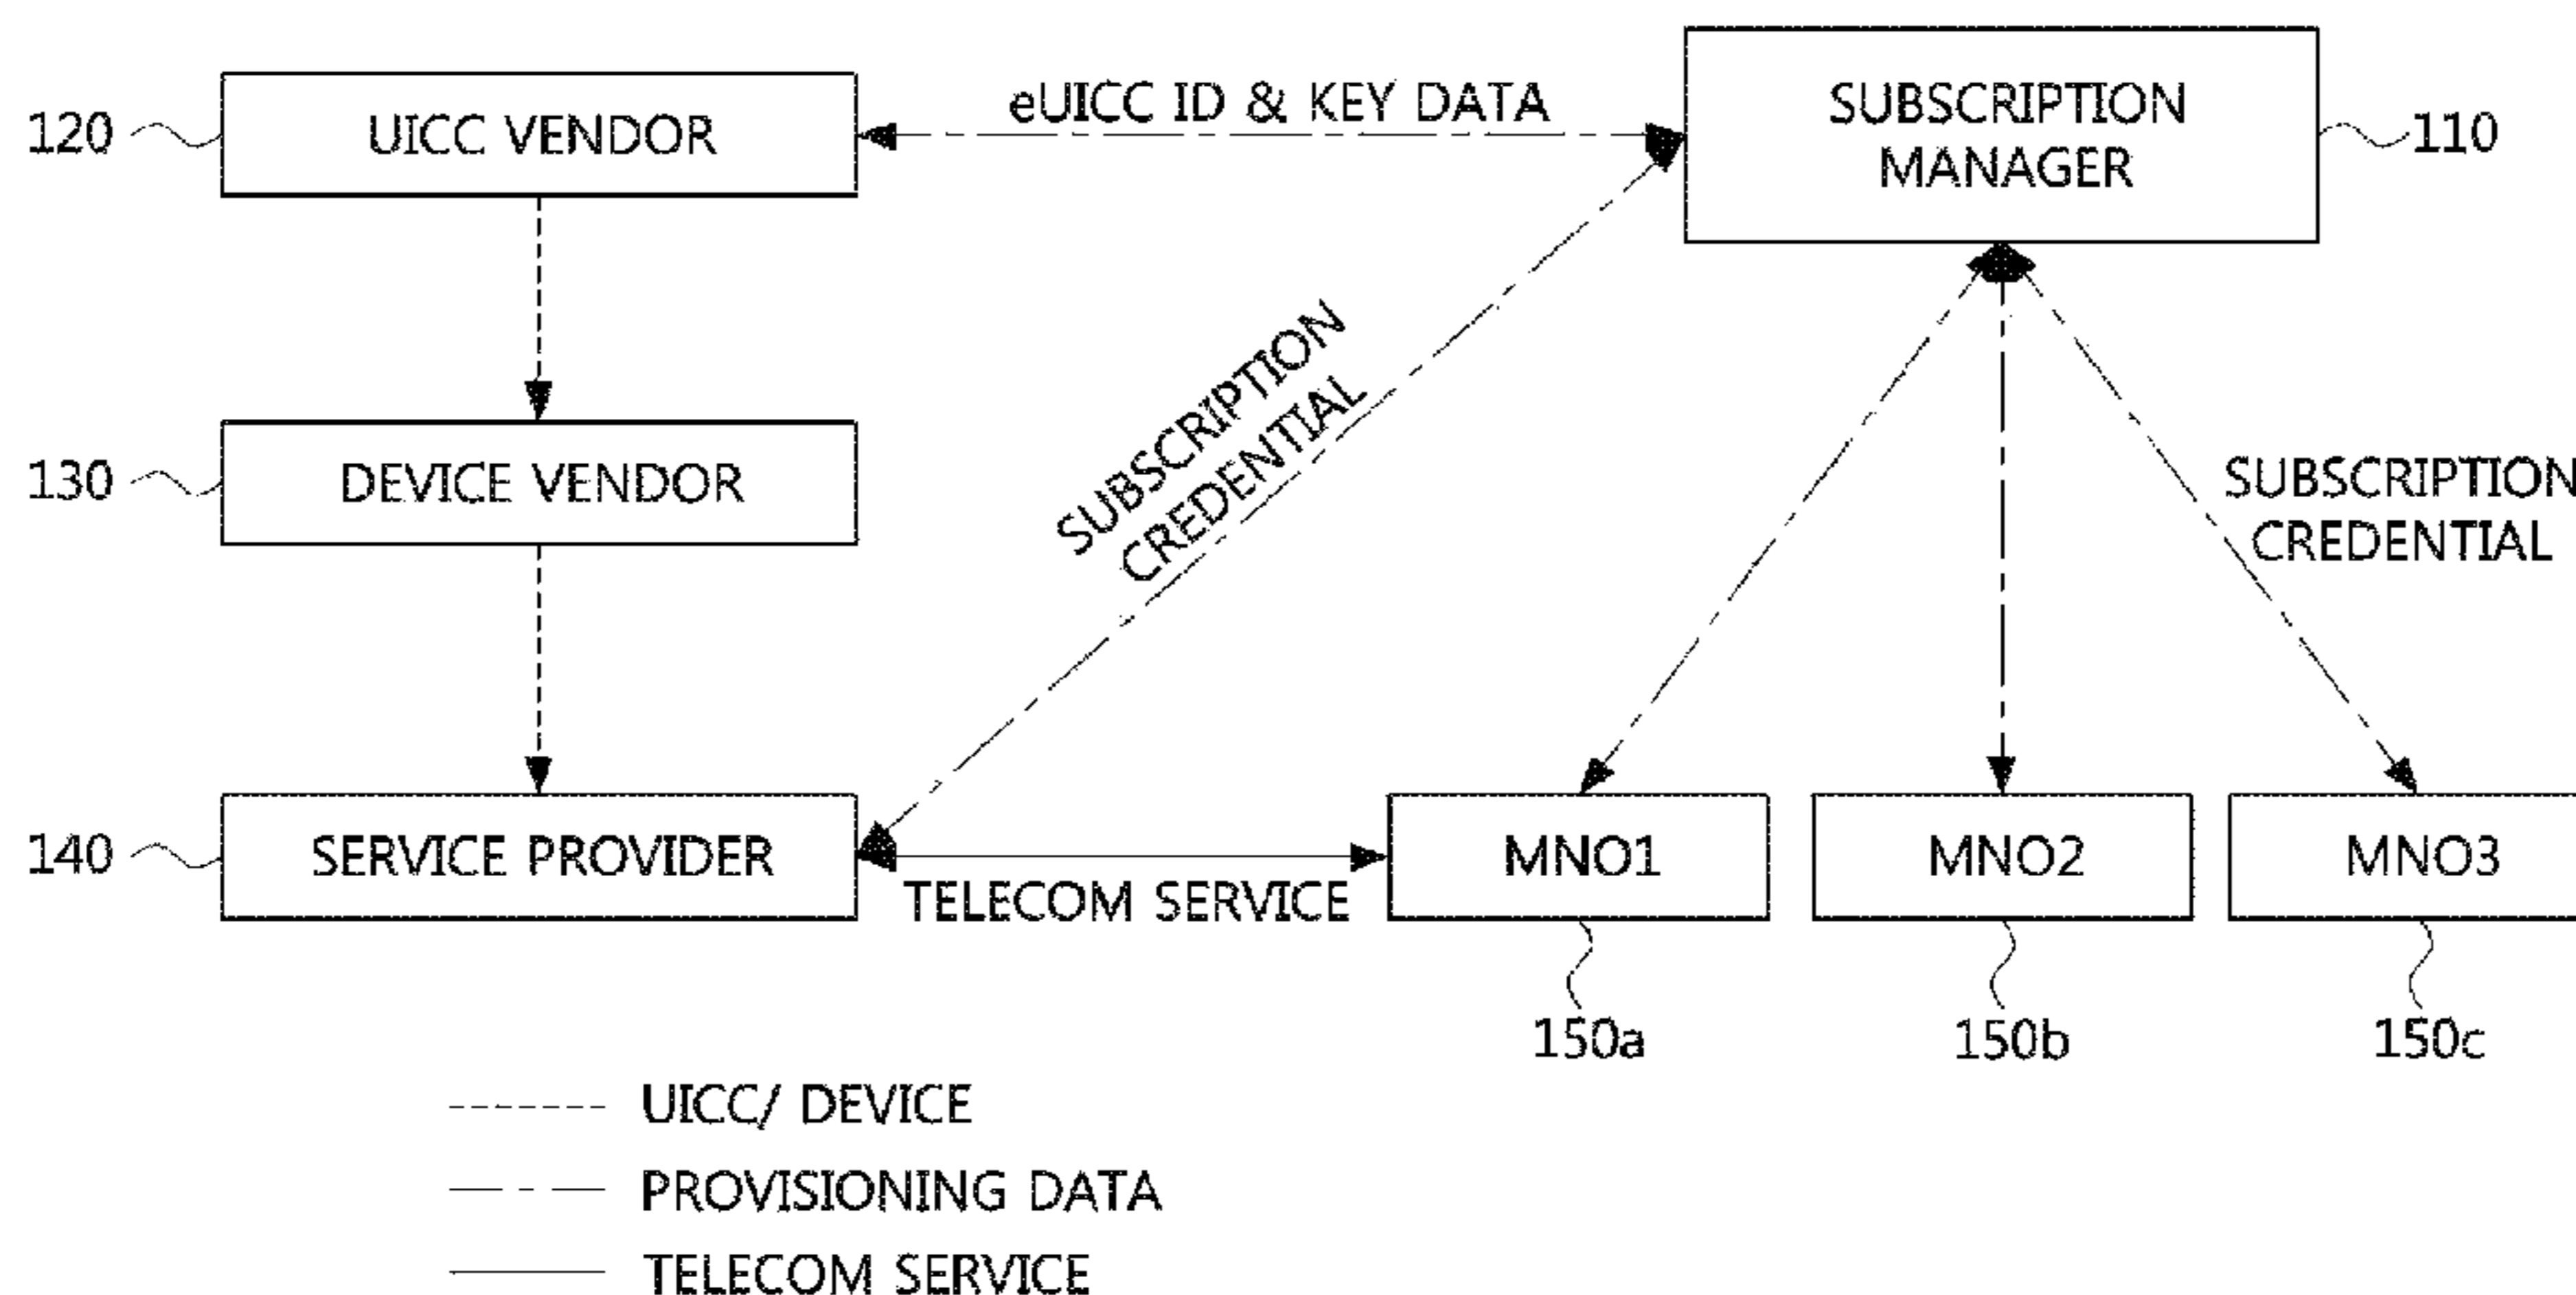 eUICC ID & KEY DATA
SUBSCRIPTION
MANAGER
110
120
UICC VENDOR
130
DEVICE VENDOR
SUBSCRIPTION
CREDENTIAL
SUBSCRIPTION
CREDENTIAL
140
SERVICE PROVIDER
TELECOM SERVICE
MNO1
MNO2
MNO3
150a
150b
150c
UICC/ DEVICE
PROVISIONING DATA
TELECOM SERVICE